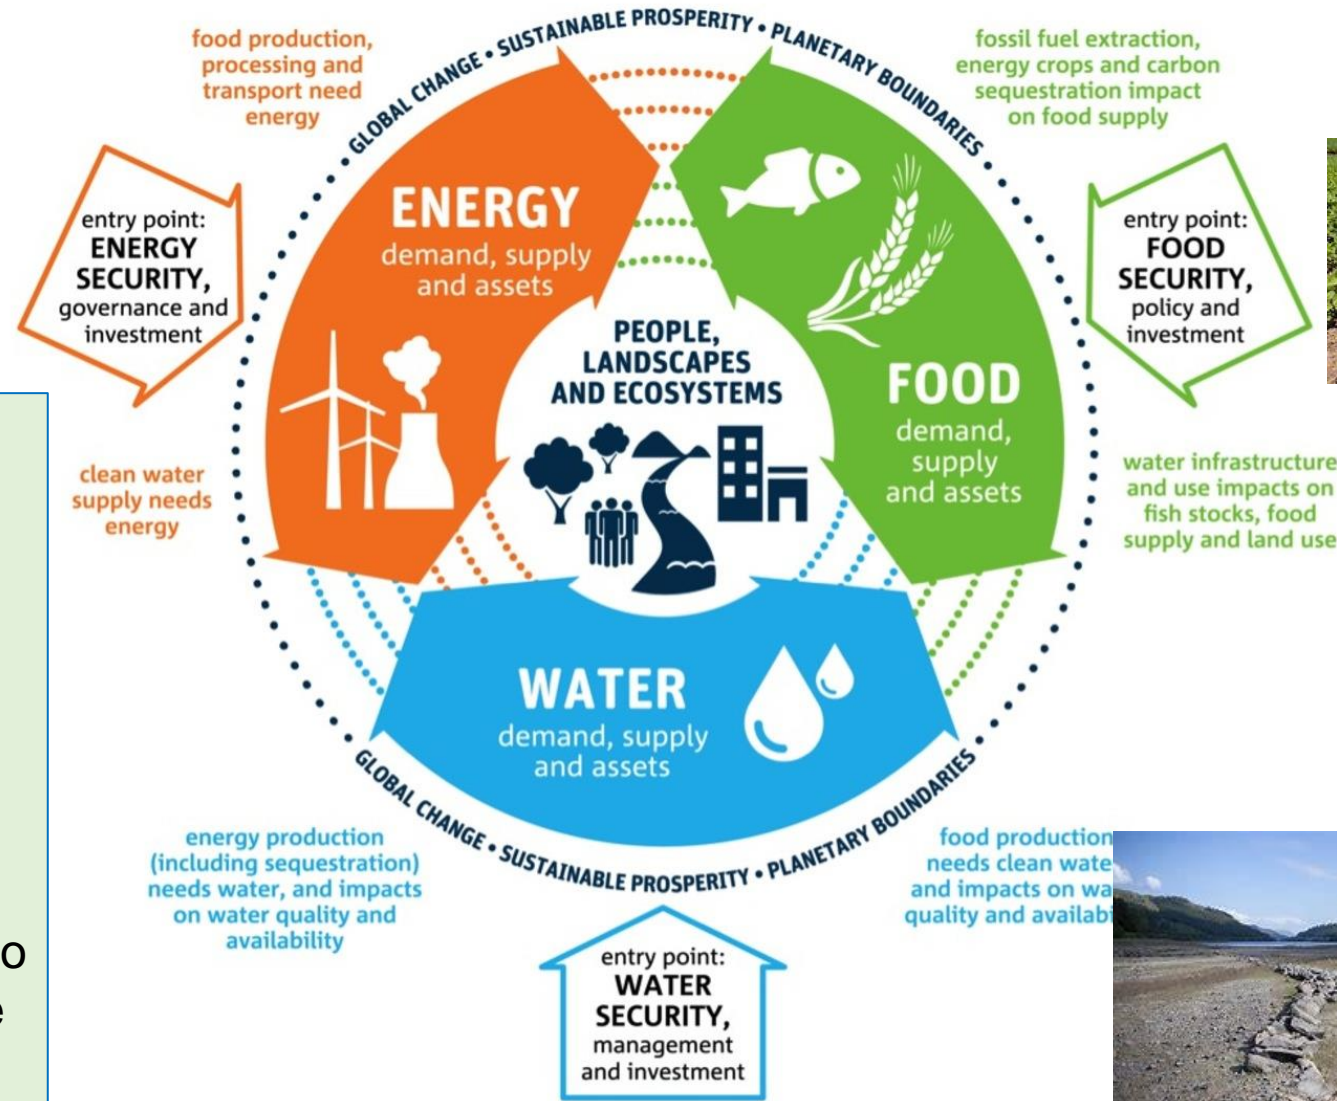 GLOBAL CHANGE • SUSTAINABLE PROSPERITY • PLANETARY BOUNDARIES
food production,
processing and
transport need
energy
fossil fuel extraction,
energy crops and carbon
sequestration impact
on food supply
entry point:
ENERGY
SECURITY,
governance and
investment
ENERGY
demand, supply
and assets
entry point:
FOOD
SECURITY,
policy and
investment
PEOPLE,
LANDSCAPES
AND ECOSYSTEMS
FOOD
demand,
supply
and assets
clean water
supply needs
energy
water infrastructure
and use impacts on
fish stocks, food
supply and land use
WATER
demand, supply
and assets
GLOBAL CHANGE • SUSTAINABLE PROSPERITY • PLANETARY BOUNDARIES
energy production
(including sequestration)
needs water, and impacts
on water quality and
availability
food production
needs clean wate
and impacts on wa
quality and availabi
entry point:
WATER
SECURITY,
management
and investment